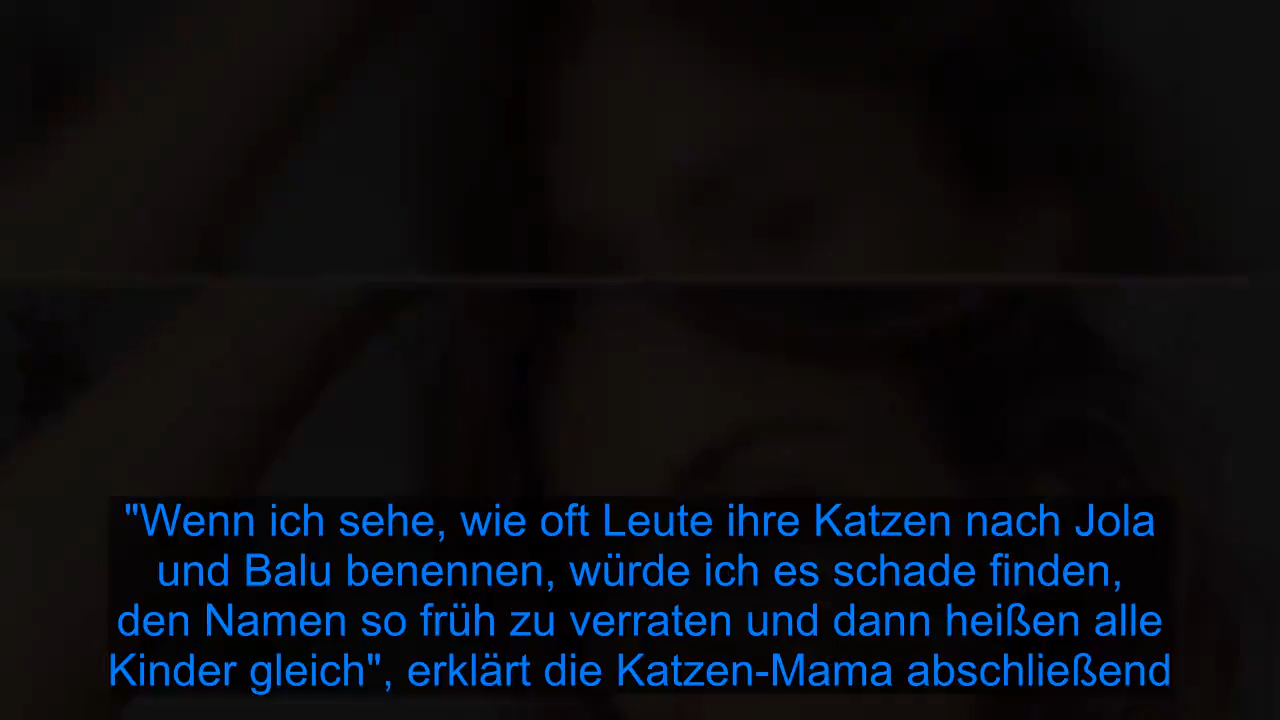 "Wenn ich sehe, wie oft Leute ihre Katzen nach Jola
und Balu benennen, würde ich es schade finden,
den Namen so früh zu verraten und dann heißen alle
Kinder gleich", erklärt die Katzen-Mama abschließend